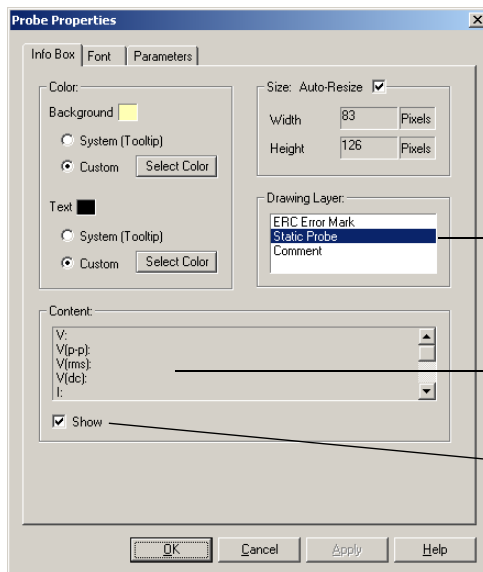 Probe Properties
Info Box
Font
Parameters
Color:
Background
System (Tooltip)
Custom
Select Color
Text
System (Tooltip)
Custom
Select Color
Size: Auto-Resize
Width 83 Pixels
Height 126 Pixels
Drawing Layer:
ERC Error Mark
Static Probe
Comment
Content:
V:
V(p-p):
V(rms):
V(dc):
I:
Show
OK
Cancel
Apply
Help